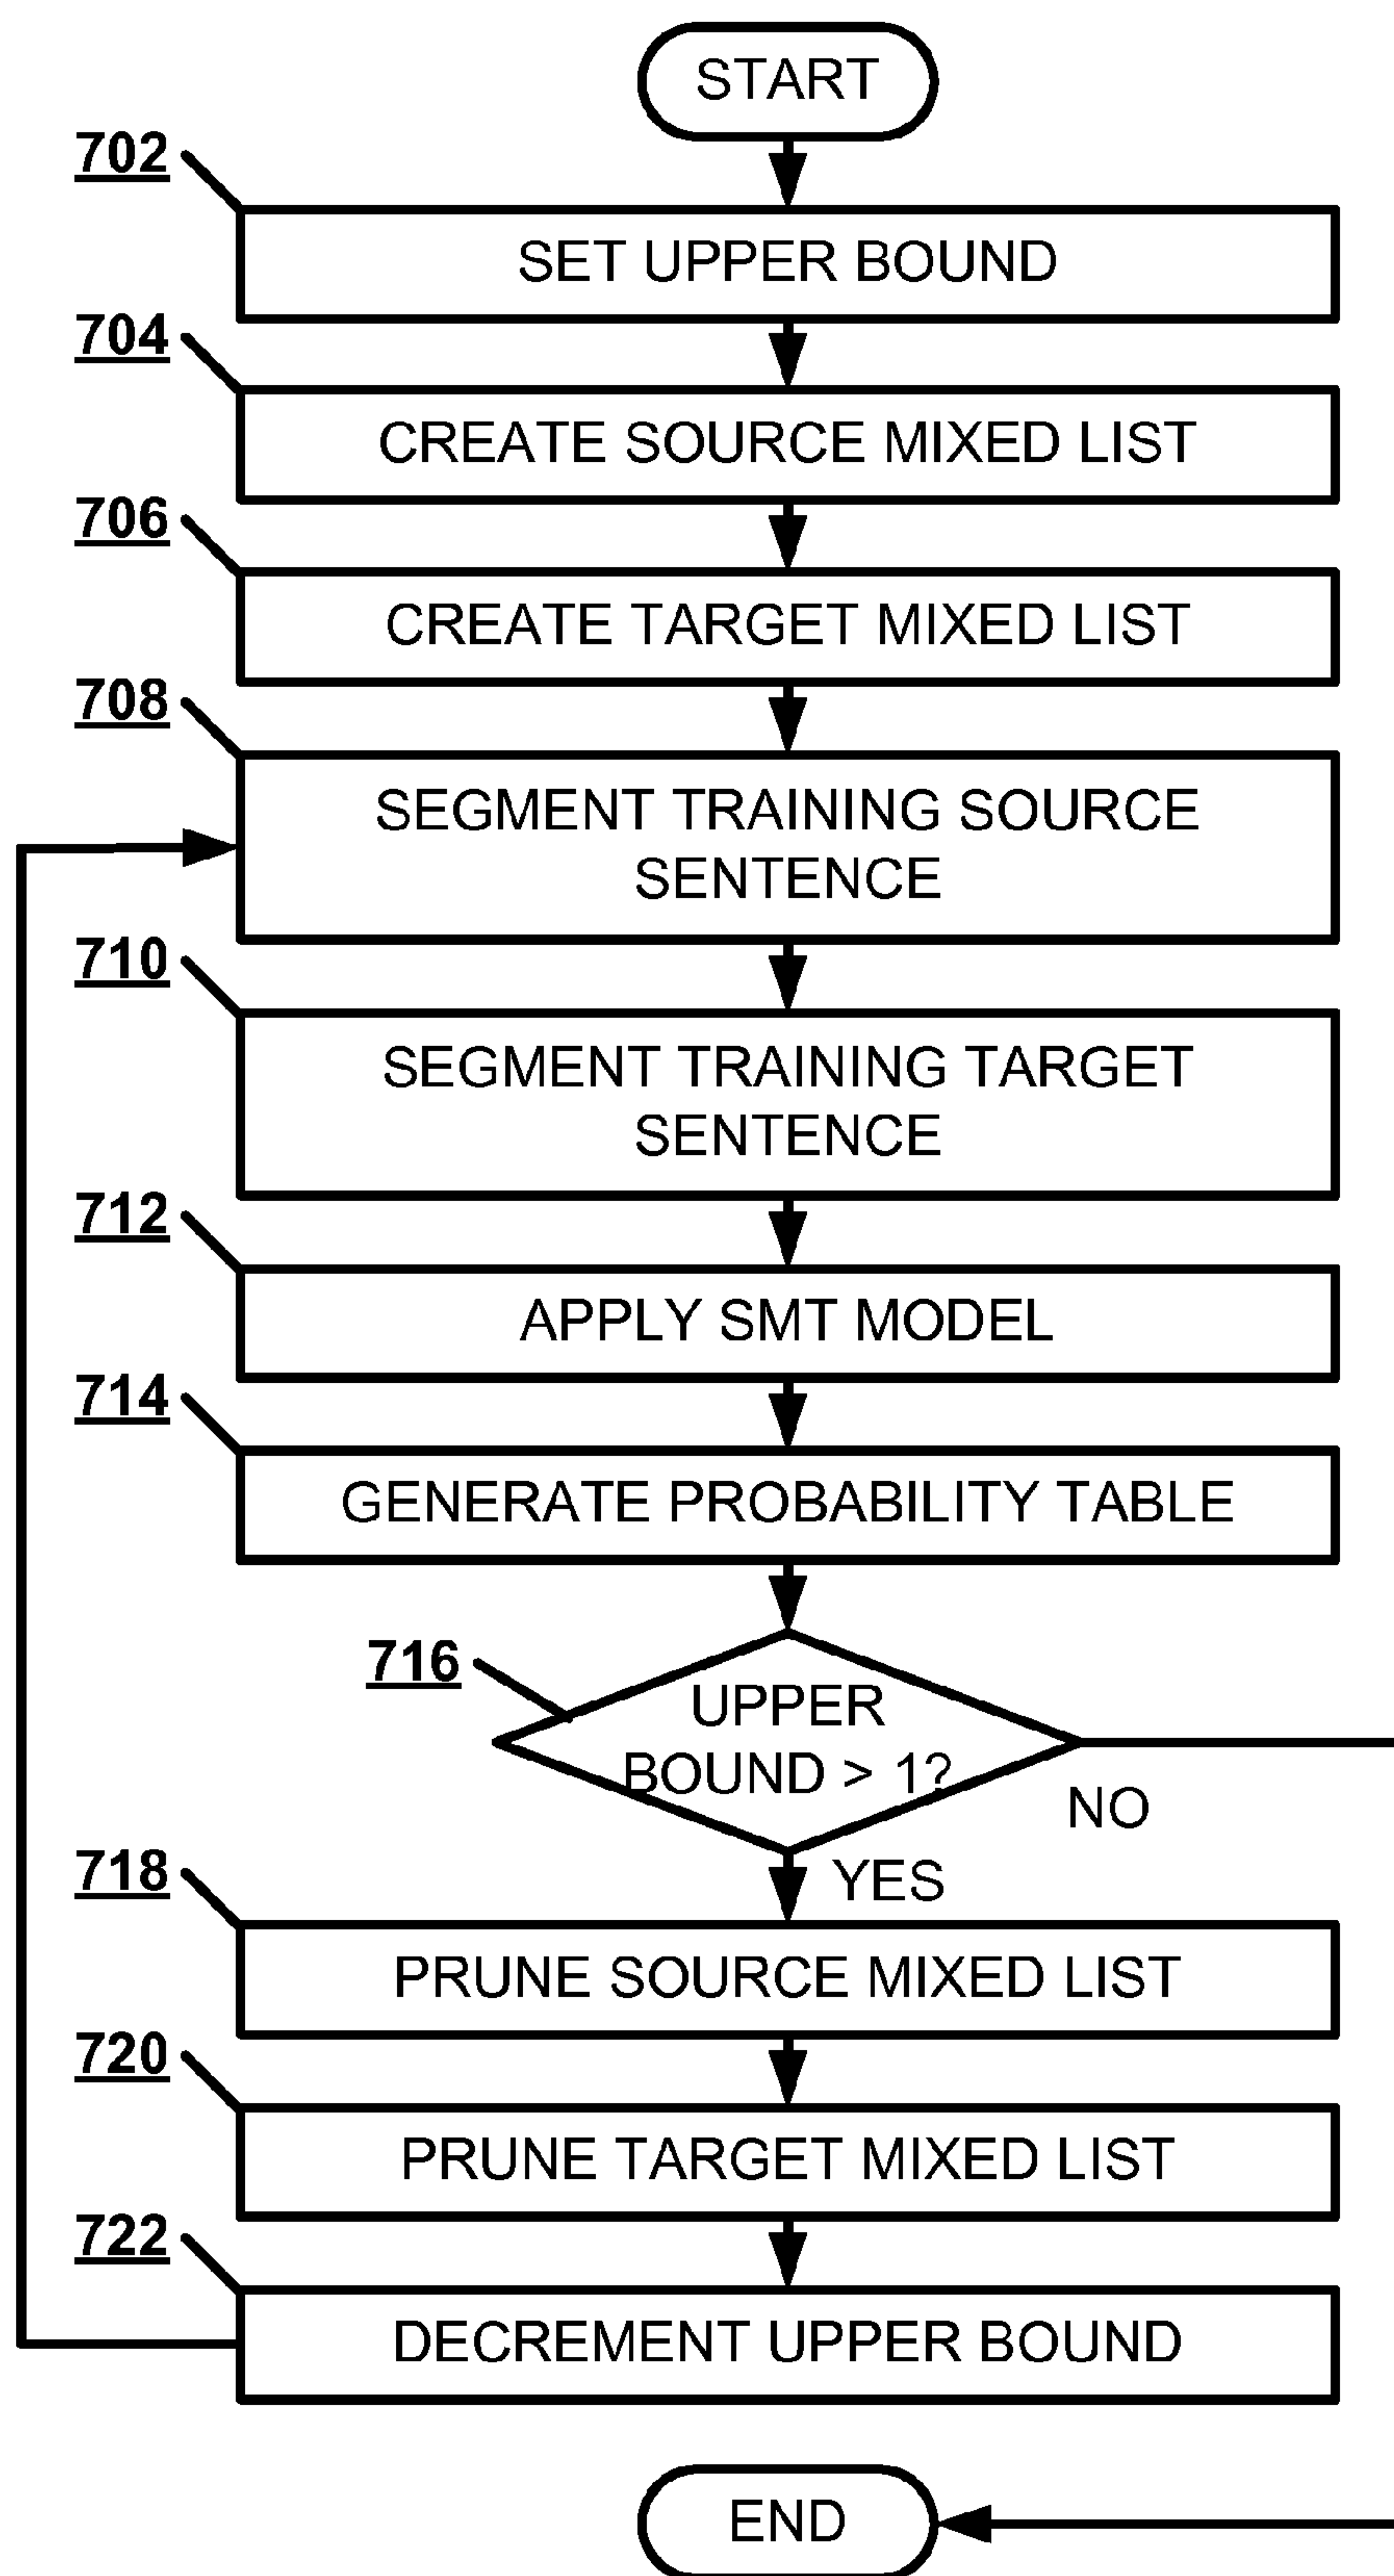 START
702
SET UPPER BOUND
704
CREATE SOURCE MIXED LIST
706
CREATE TARGET MIXED LIST
708
SEGMENT TRAINING SOURCE
SENTENCE
710
SEGMENT TRAINING TARGET
SENTENCE
712
APPLY SMT MODEL
714
GENERATE PROBABILITY TABLE
716
UPPER
BOUND > 1?
NO
YES
718
PRUNE SOURCE MIXED LIST
720
PRUNE TARGET MIXED LIST
722
DECREMENT UPPER BOUND
END